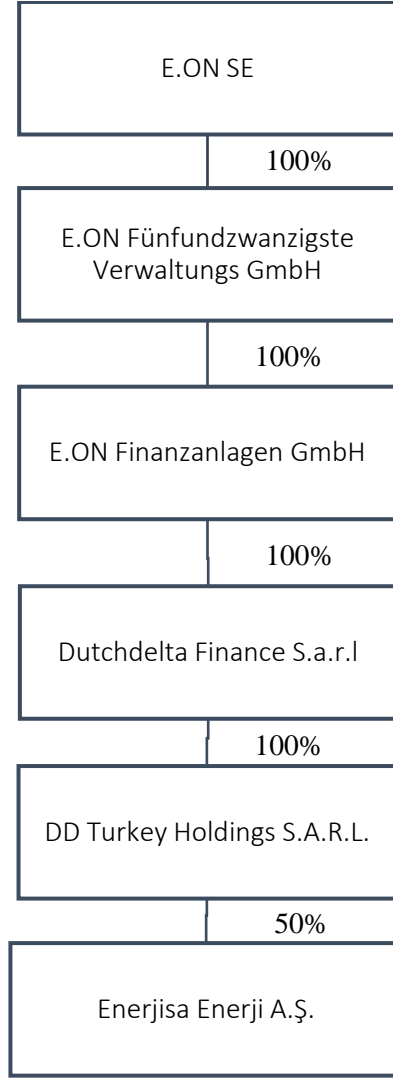 E.ON SE
100%
E.ON Fünfundzwanzigste
Verwaltungs GmbH
100%
E.ON Finanzanlagen GmbH
100%
Dutchdelta Finance S.a.r.l
100%
DD Turkey Holdings S.A.R.L.
50%
Enerjisa Enerji A.Ş.